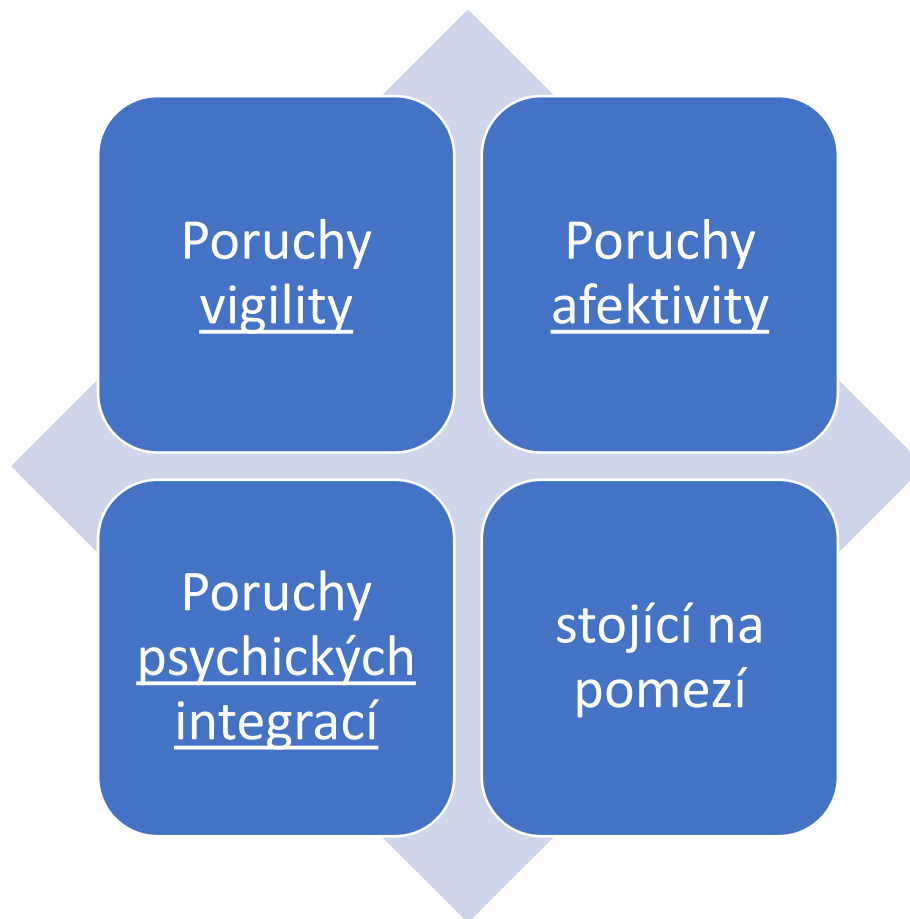 Poruchy
vigility
Poruchy
afektivity
Poruchy
psychických
integrací
stojící na
pomezí